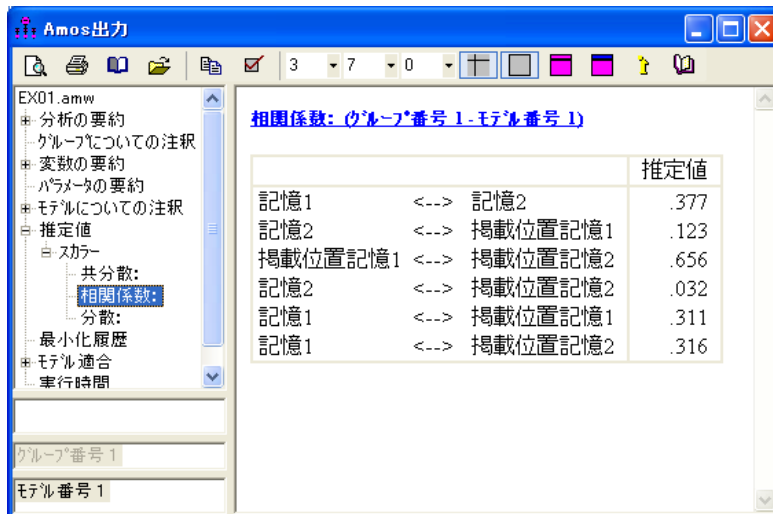 Amos出力
3 7 0
EX01.amw
分析の要約
グループについての注釈
変数の要約
パラメータの要約
モデルについての注釈
推定値
スカラー
共分散:
相関係数:
分散:
最小化履歴
モデル適合
実行時間
グループ番号 1
モデル番号 1
相関係数: (グループ番号 1 - モデル番号 1)
推定値
記憶1 <--> 記憶2 .377
記憶2 <--> 掲載位置記憶1 .123
掲載位置記憶1 <--> 掲載位置記憶2 .656
記憶2 <--> 掲載位置記憶2 .032
記憶1 <--> 掲載位置記憶1 .311
記憶1 <--> 掲載位置記憶2 .316